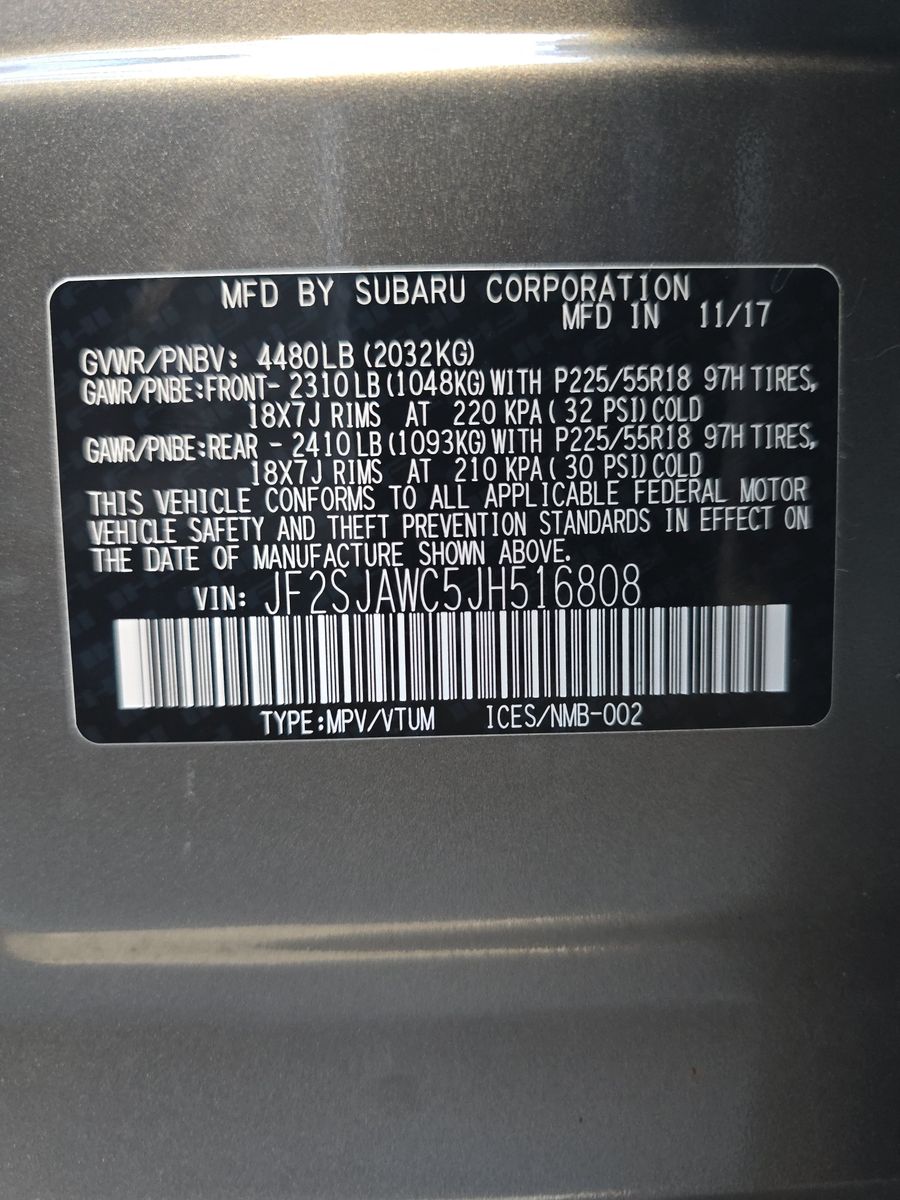 MFD BY SUBARU CORPORATION
MFD IN 11/17
GVWR/PNBV: 4480LB (2032KG)
GAWR/PNBE:FRONT- 2310LB (1048KG) WITH P225/55R18 97H TIRES,
18X7J RIMS AT 220 KPA ( 32 PSI) COLD
GAWR/PNBE:REAR - 2410LB (1093KG) WITH P225/55R18 97H TIRES,
18X7J RIMS AT 210 KPA ( 30 PSI) COLD
THIS VEHICLE CONFORMS TO ALL APPLICABLE FEDERAL MOTOR
VEHICLE SAFETY AND THEFT PREVENTION STANDARDS IN EFFECT ON
THE DATE OF MANUFACTURE SHOWN ABOVE.
VIN: JF2SJAWC5JH516808
TYPE:MPV/VTUM ICES/NMB-002